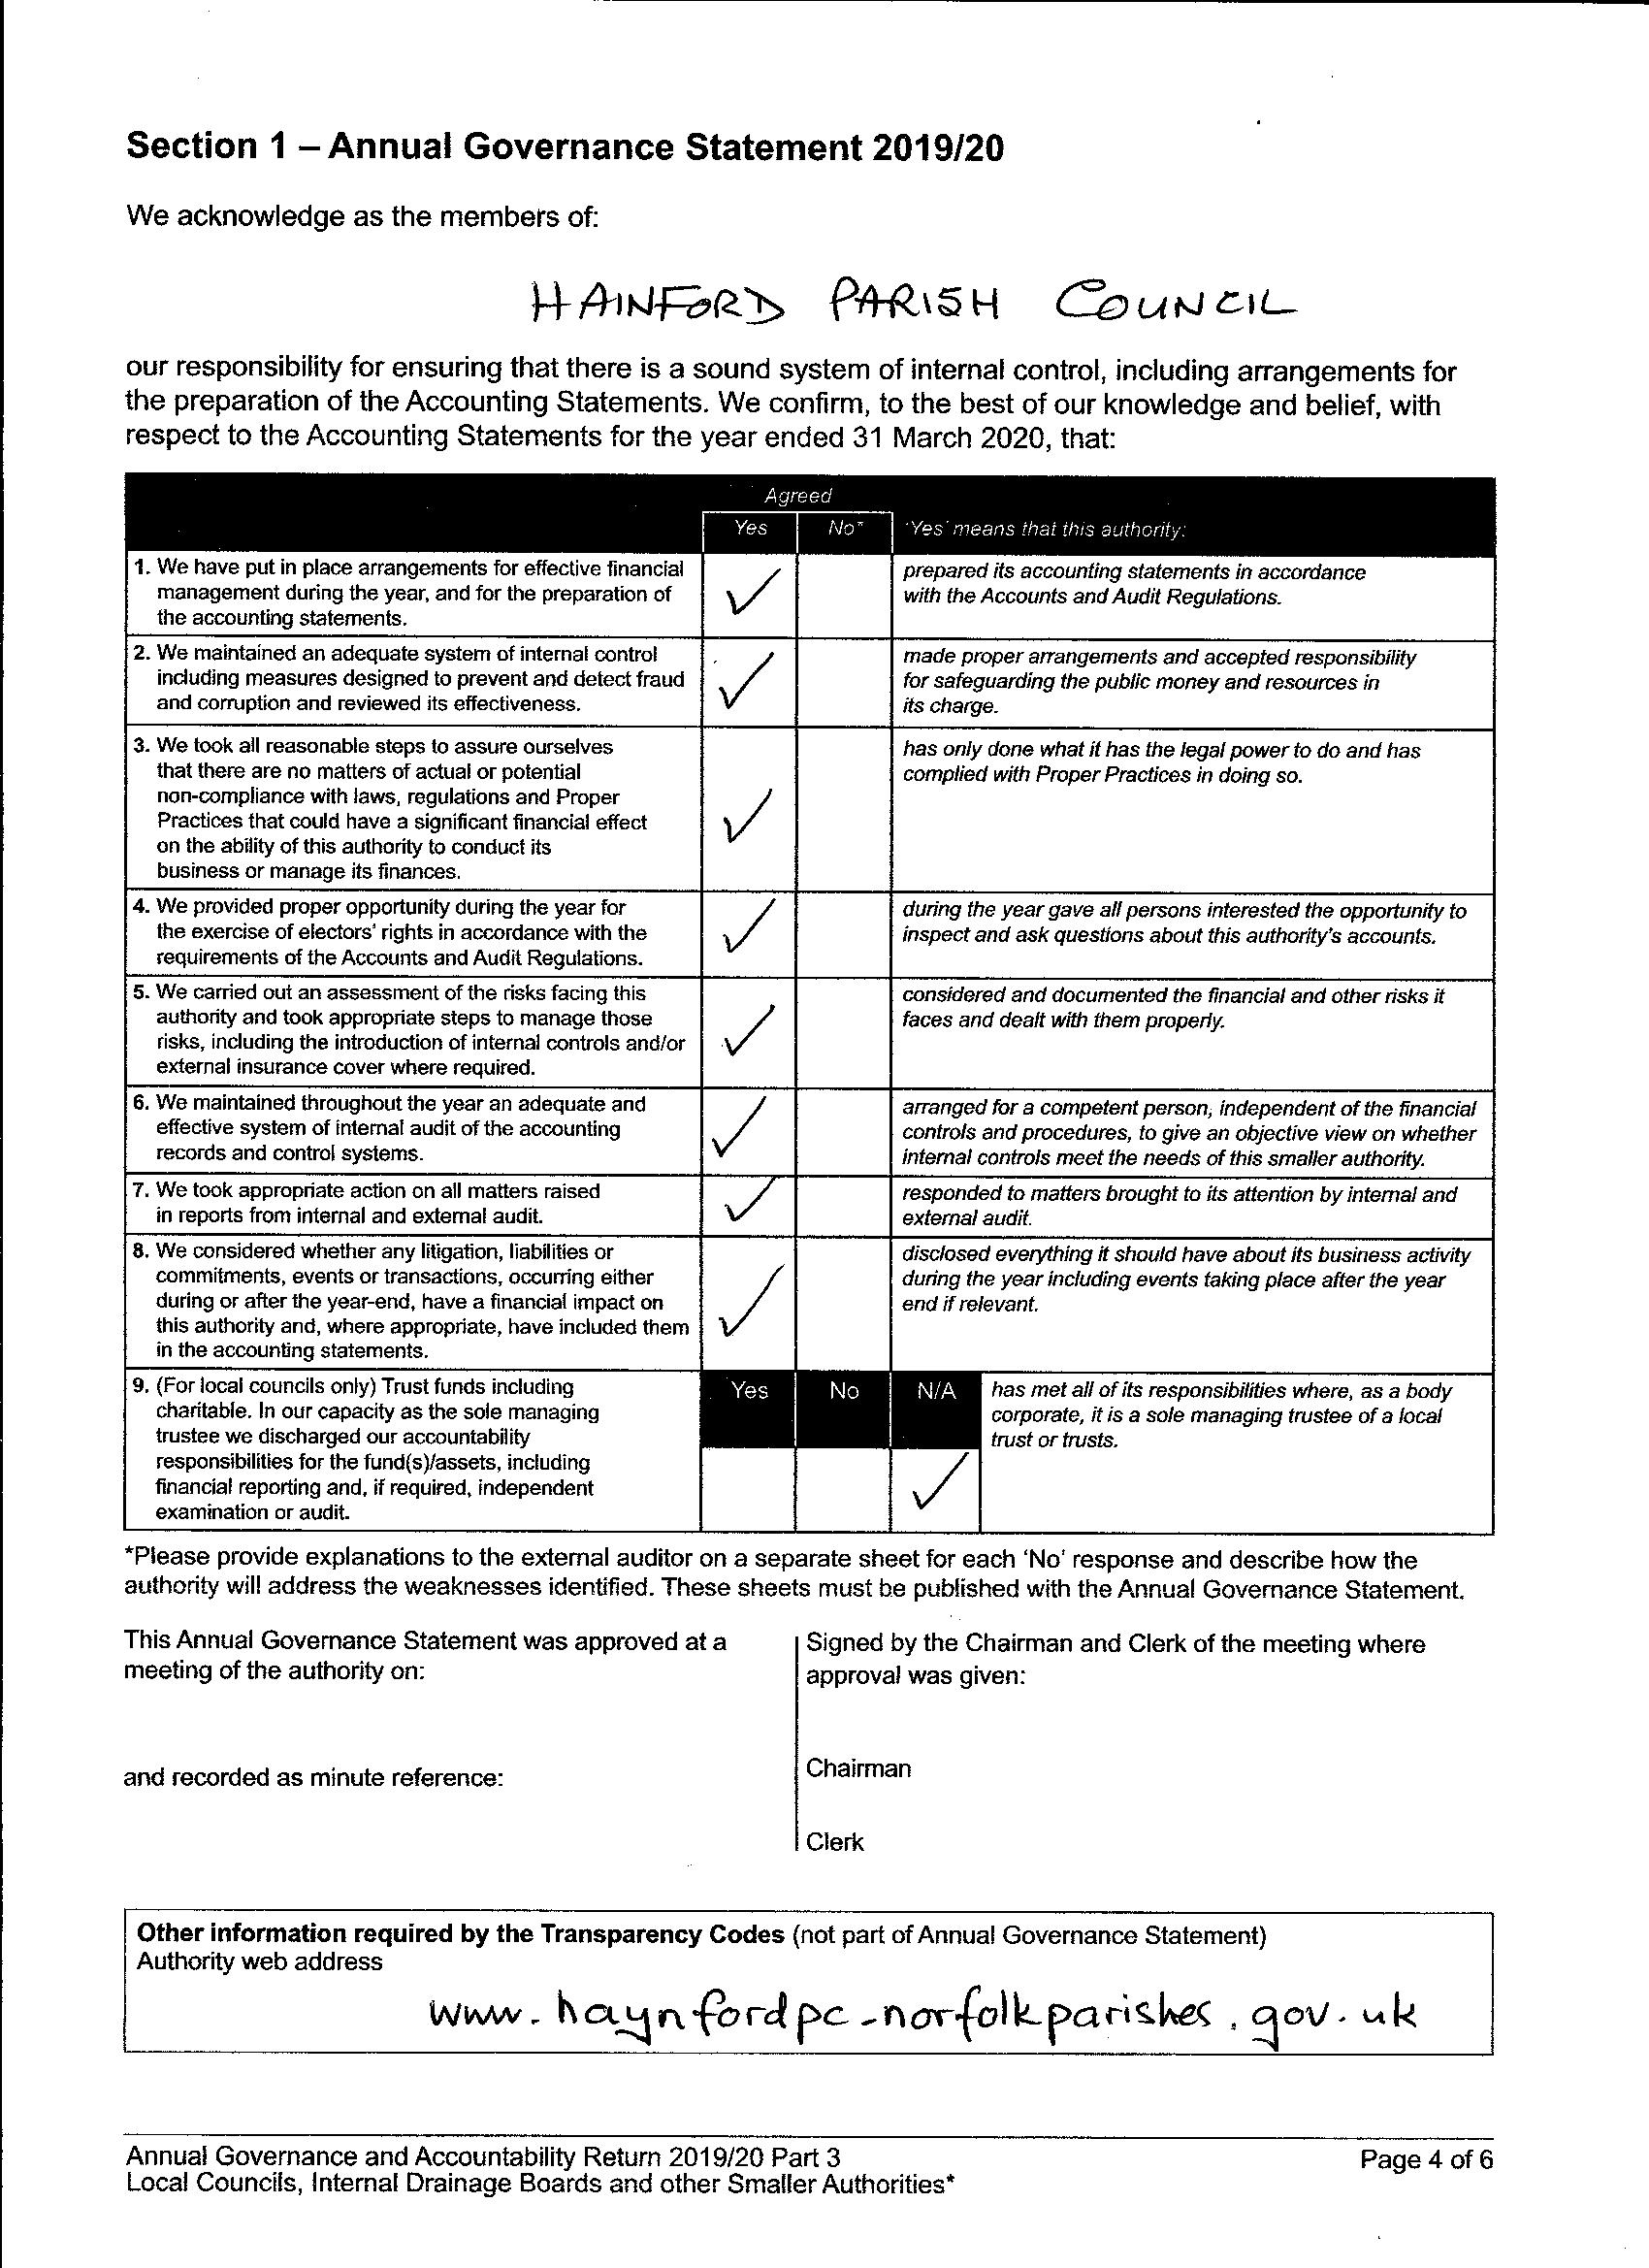 Section 1 – Annual Governance Statement 2019/20
We acknowledge as the members of:
HAINFORD PARISH COUNCIL
our responsibility for ensuring that there is a sound system of internal control, including arrangements for
the preparation of the Accounting Statements. We confirm, to the best of our knowledge and belief, with
respect to the Accounting Statements for the year ended 31 March 2020, that:
Agreed
Yes No* 'Yes' means that this authority:
1. We have put in place arrangements for effective financial
management during the year, and for the preparation of
the accounting statements.
✓
prepared its accounting statements in accordance
with the Accounts and Audit Regulations.
2. We maintained an adequate system of internal control
including measures designed to prevent and detect fraud
and corruption and reviewed its effectiveness.
✓
made proper arrangements and accepted responsibility
for safeguarding the public money and resources in
its charge.
3. We took all reasonable steps to assure ourselves
that there are no matters of actual or potential
non-compliance with laws, regulations and Proper
Practices that could have a significant financial effect
on the ability of this authority to conduct its
business or manage its finances.
✓
has only done what it has the legal power to do and has
complied with Proper Practices in doing so.
4. We provided proper opportunity during the year for
the exercise of electors' rights in accordance with the
requirements of the Accounts and Audit Regulations.
✓
during the year gave all persons interested the opportunity to
inspect and ask questions about this authority's accounts.
5. We carried out an assessment of the risks facing this
authority and took appropriate steps to manage those
risks, including the introduction of internal controls and/or
external insurance cover where required.
✓
considered and documented the financial and other risks it
faces and dealt with them properly.
6. We maintained throughout the year an adequate and
effective system of internal audit of the accounting
records and control systems.
✓
arranged for a competent person, independent of the financial
controls and procedures, to give an objective view on whether
internal controls meet the needs of this smaller authority.
7. We took appropriate action on all matters raised
in reports from internal and external audit.
✓
responded to matters brought to its attention by internal and
external audit.
8. We considered whether any litigation, liabilities or
commitments, events or transactions, occurring either
during or after the year-end, have a financial impact on
this authority and, where appropriate, have included them
in the accounting statements.
✓
disclosed everything it should have about its business activity
during the year including events taking place after the year
end if relevant.
9. (For local councils only) Trust funds including
charitable. In our capacity as the sole managing
trustee we discharged our accountability
responsibilities for the fund(s)/assets, including
financial reporting and, if required, independent
examination or audit.
Yes No N/A
✓
has met all of its responsibilities where, as a body
corporate, it is a sole managing trustee of a local
trust or trusts.
*Please provide explanations to the external auditor on a separate sheet for each 'No' response and describe how the
authority will address the weaknesses identified. These sheets must be published with the Annual Governance Statement.
This Annual Governance Statement was approved at a
meeting of the authority on:
and recorded as minute reference:
Signed by the Chairman and Clerk of the meeting where
approval was given:
Chairman
Clerk
Other information required by the Transparency Codes (not part of Annual Governance Statement)
Authority web address
www.haynfordpc-norfolkparishes.gov.uk
Annual Governance and Accountability Return 2019/20 Part 3
Local Councils, Internal Drainage Boards and other Smaller Authorities*
Page 4 of 6